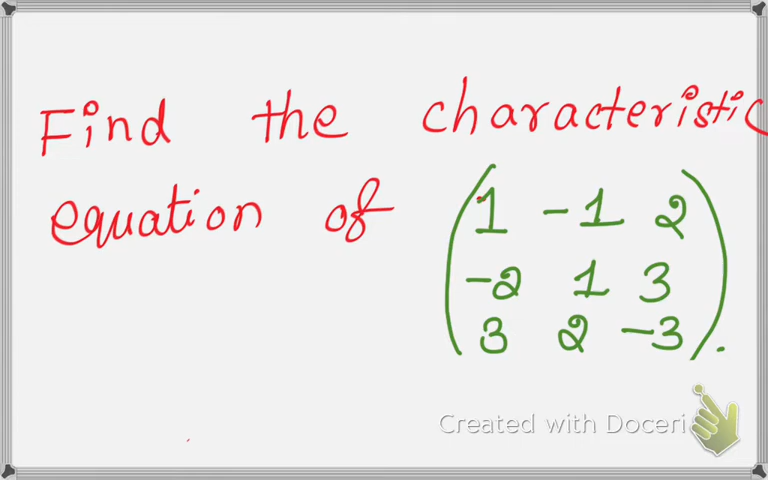 Find the characteristic
equation of
1 -1 2
-2 1 3
3 2 -3 .
Created with Doceri